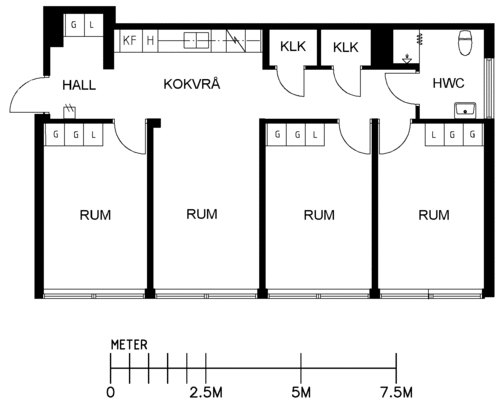 G L
KF H
KLK KLK
HALL KOKVRÅ HWC
G G L G G L L G G
RUM RUM RUM RUM
METER
0 2.5M 5M 7.5M